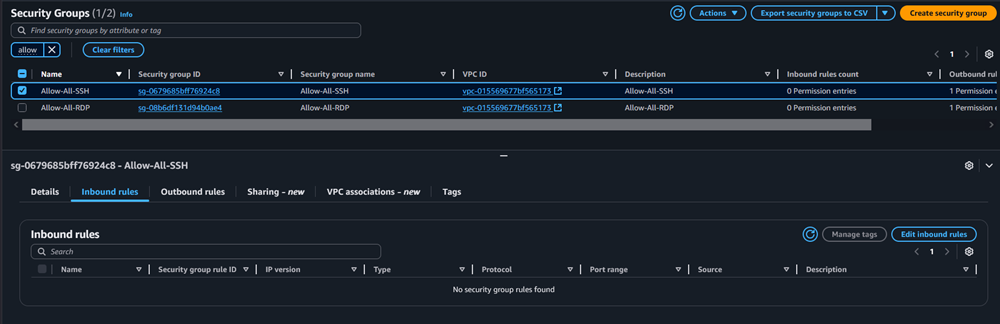 Security Groups (1/2) Info
Actions Export security groups to CSV Create security group
Find security groups by attribute or tag
allow Clear filters
1
Name Security group ID Security group name VPC ID Description Inbound rules count Outbound rul
Allow-All-SSH sg-0679685bff76924c8 Allow-All-SSH vpc-015569677bf565173 Allow-All-SSH 0 Permission entries 1 Permission e
Allow-All-RDP sg-08b6df131d94b0ae4 Allow-All-RDP vpc-015569677bf565173 Allow-All-RDP 0 Permission entries 1 Permission e
sg-0679685bff76924c8 - Allow-All-SSH
Details Inbound rules Outbound rules Sharing - new VPC associations - new Tags
Inbound rules
Manage tags Edit inbound rules
Search
1
Name Security group rule ID IP version Type Protocol Port range Source Description
No security group rules found